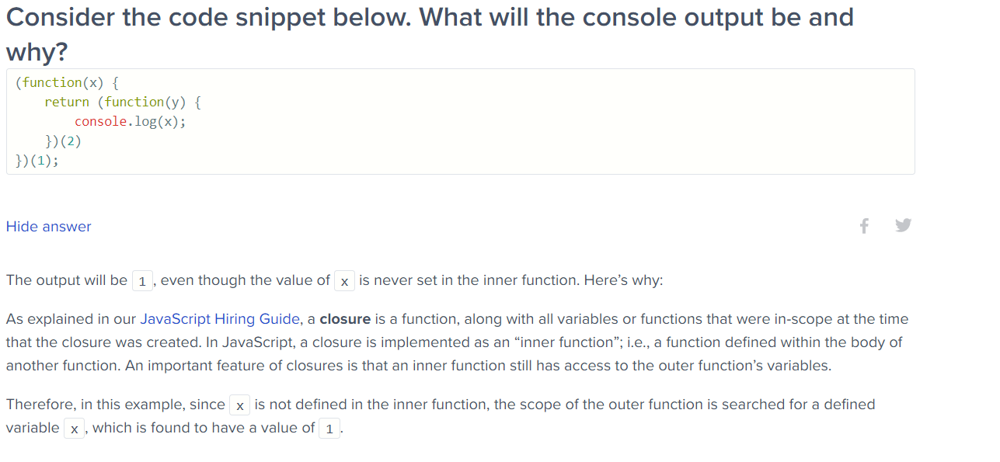 Consider the code snippet below. What will the console output be and
why?
(function(x) {
    return (function(y) {
        console.log(x);
    })(2)
})(1);
Hide answer
The output will be 1, even though the value of x is never set in the inner function. Here’s why:
As explained in our JavaScript Hiring Guide, a closure is a function, along with all variables or functions that were in-scope at the time
that the closure was created. In JavaScript, a closure is implemented as an “inner function”; i.e., a function defined within the body of
another function. An important feature of closures is that an inner function still has access to the outer function’s variables.
Therefore, in this example, since x is not defined in the inner function, the scope of the outer function is searched for a defined
variable x, which is found to have a value of 1.